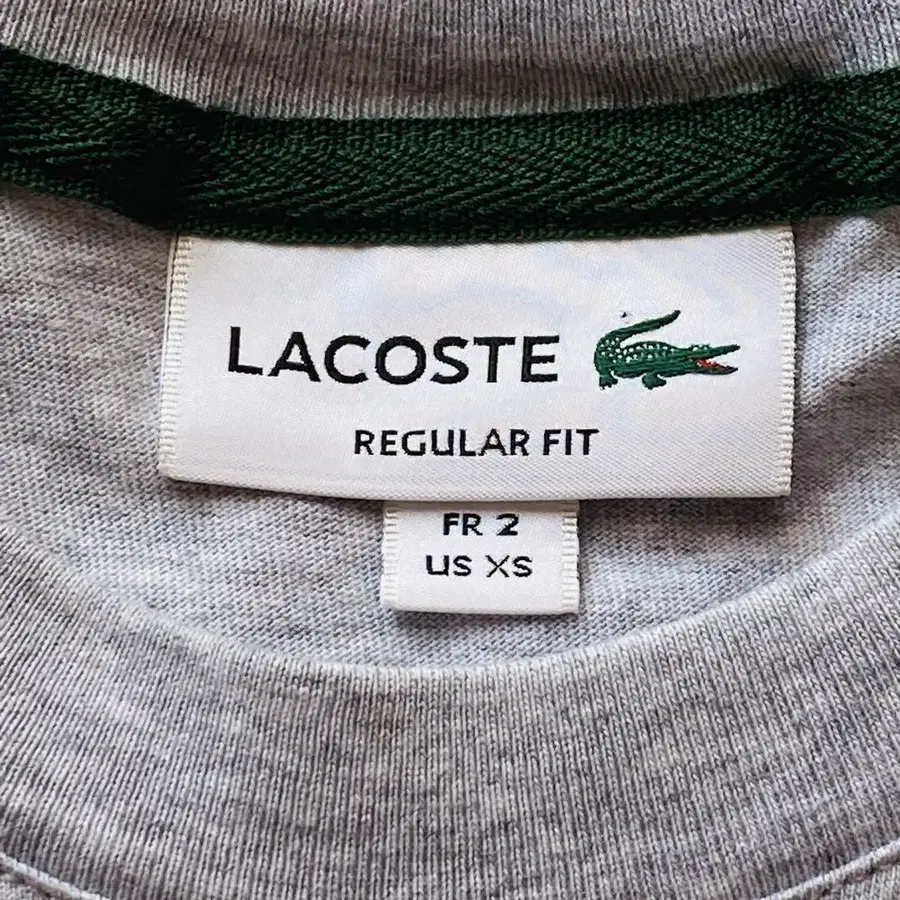 LACOSTE
REGULAR FIT
FR 2
US XS